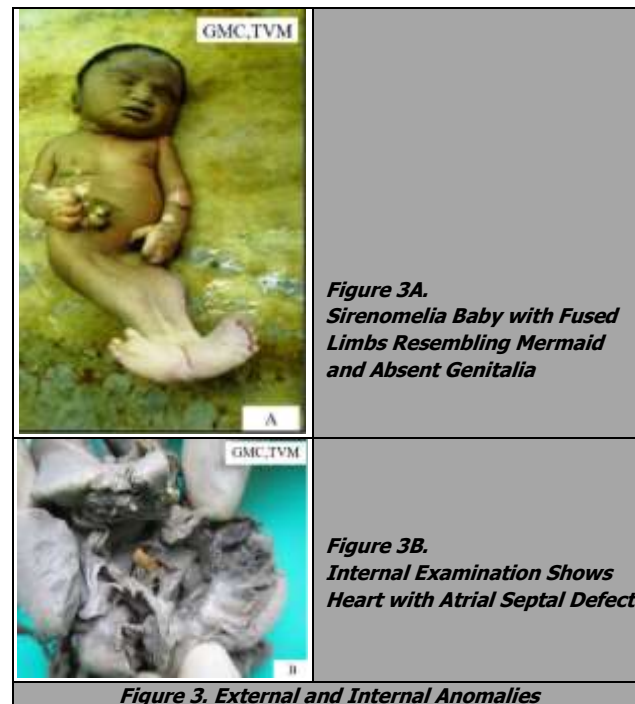 GMC,TVM
A
Figure 3A.
Sirenomelia Baby with Fused
Limbs Resembling Mermaid
and Absent Genitalia
GMC,TVM
B
Figure 3B.
Internal Examination Shows
Heart with Atrial Septal Defect
Figure 3. External and Internal Anomalies